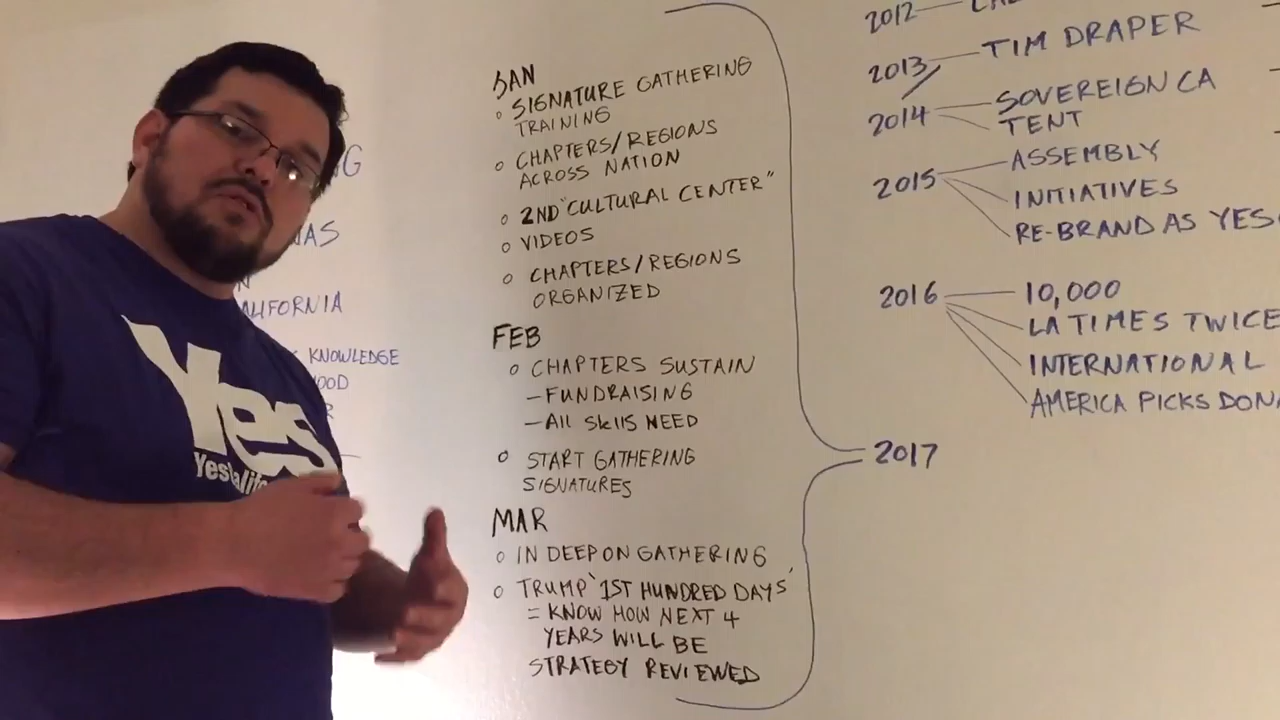 JAN
SIGNATURE GATHERING
TRAINING
CHAPTERS/REGIONS
ACROSS NATION
2ND "CULTURAL CENTER"
VIDEOS
CHAPTERS/REGIONS
ORGANIZED
FEB
CHAPTERS SUSTAIN
- FUNDRAISING
- All Skills NEED
START GATHERING
SIGNATURES
MAR
IN DEEP ON GATHERING
TRUMP '1ST HUNDRED DAYS'
= KNOW HOW NEXT 4
YEARS WILL BE
STRATEGY REVIEWED
2012
2013 TIM DRAPER
2014 SOVEREIGN CA
TENT
2015 ASSEMBLY
INITIATIVES
RE-BRAND AS YES
2016 10,000
LA TIMES TWICE
INTERNATIONAL
AMERICA PICKS
2017
KNOWLEDGE
Yes